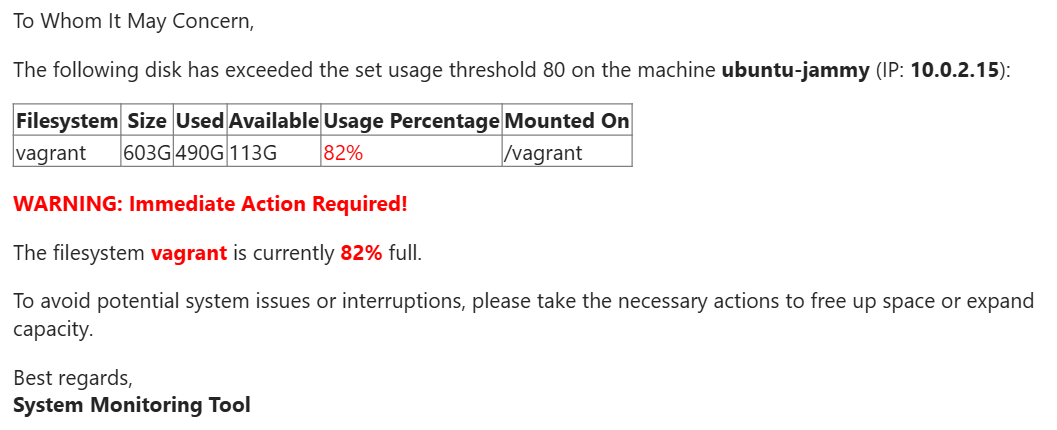 To Whom It May Concern,
The following disk has exceeded the set usage threshold 80 on the machine ubuntu-jammy (IP: 10.0.2.15):
Filesystem Size Used Available Usage Percentage Mounted On
vagrant 603G 490G 113G 82% /vagrant
WARNING: Immediate Action Required!
The filesystem vagrant is currently 82% full.
To avoid potential system issues or interruptions, please take the necessary actions to free up space or expand
capacity.
Best regards,
System Monitoring Tool